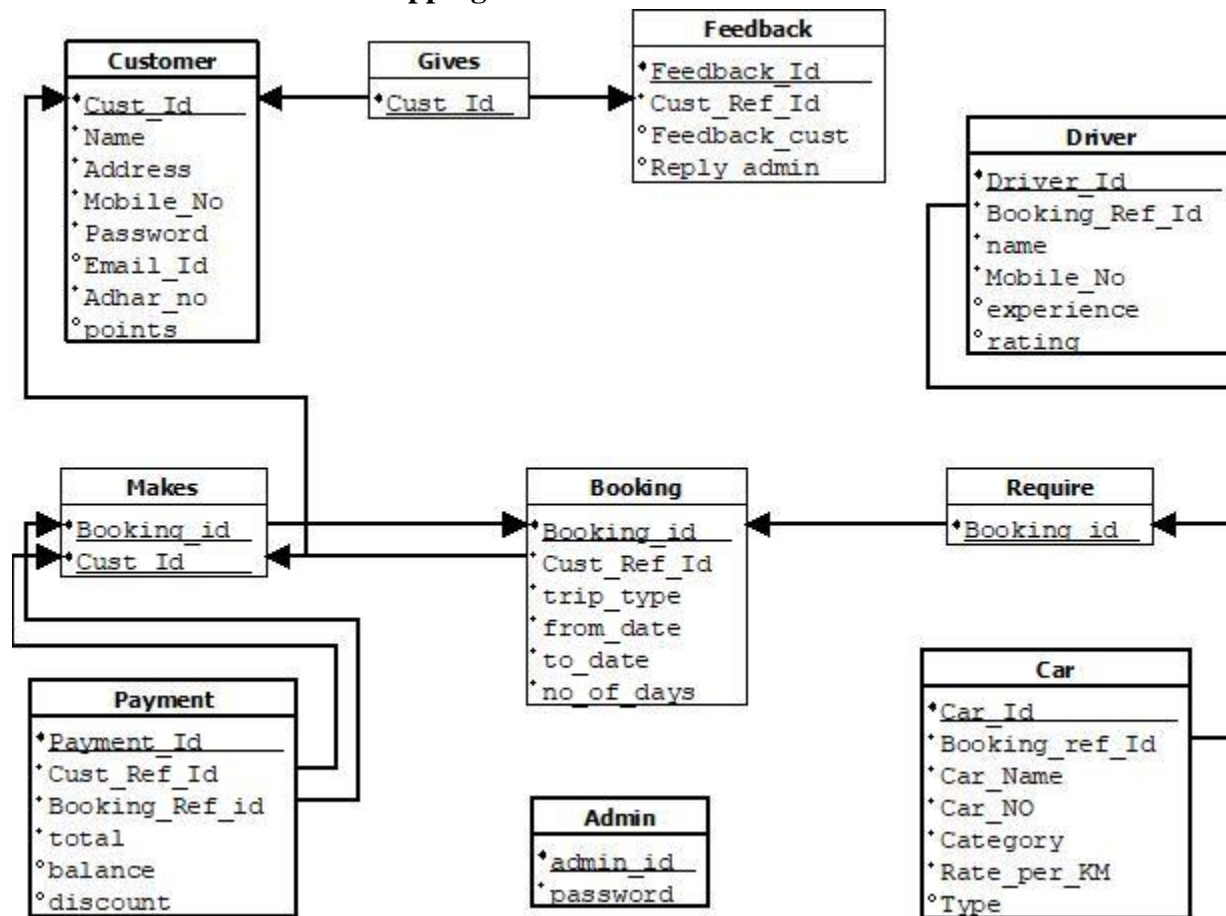 pping
Customer
Cust_Id
Name
Address
Mobile_No
Password
Email_Id
Adhar_no
points
Gives
Cust_Id
Feedback
Feedback_Id
Cust_Ref_Id
Feedback_cust
Reply_admin
Driver
Driver_Id
Booking_Ref_Id
name
Mobile_No
experience
rating
Makes
Booking_id
Cust_Id
Booking
Booking_id
Cust_Ref_Id
trip_type
from_date
to_date
no_of_days
Require
Booking_id
Payment
Payment_Id
Cust_Ref_Id
Booking_Ref_id
total
balance
discount
Admin
admin_id
password
Car
Car_Id
Booking_ref_Id
Car_Name
Car_NO
Category
Rate_per_KM
Type